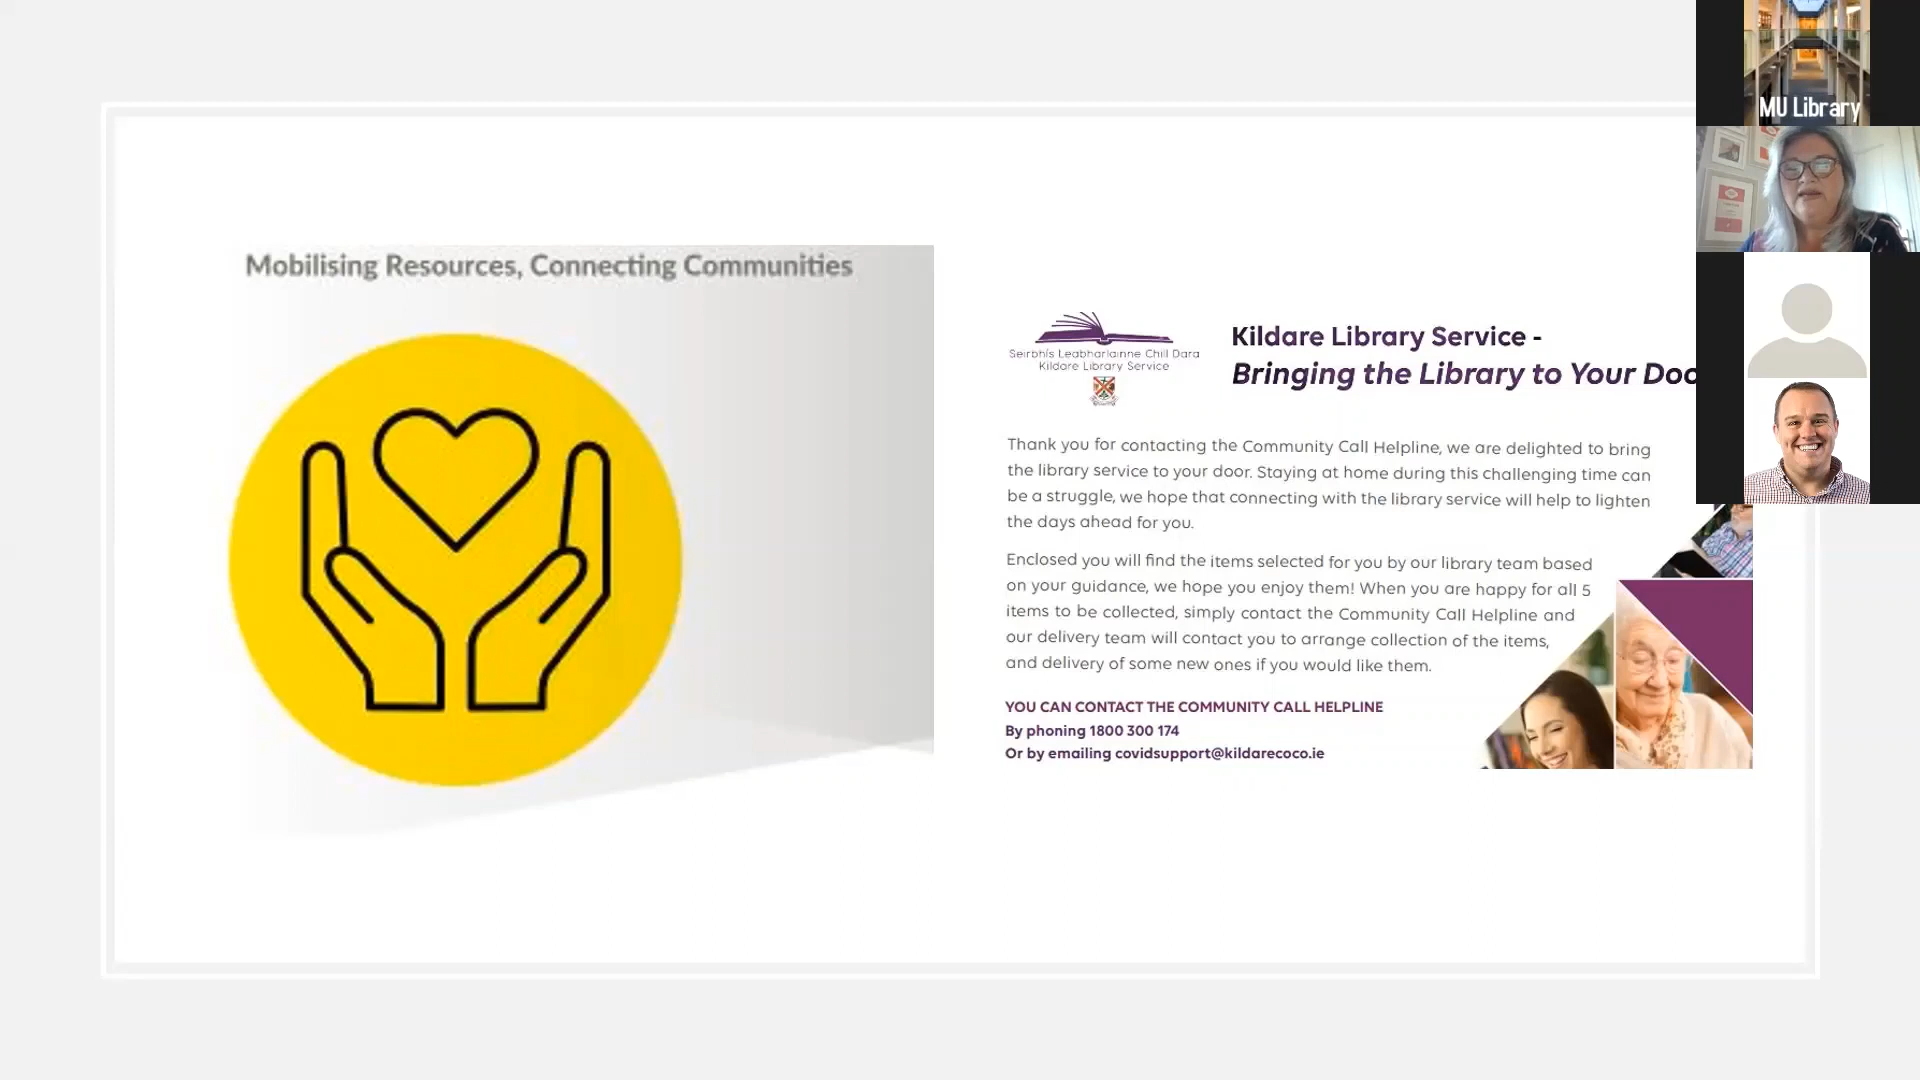 MU Library
Mobilising Resources, Connecting Communities
Seirbhís Leabharlainne Chill Dara
Kildare Library Service
Kildare Library Service -
Bringing the Library to Your Doo
Thank you for contacting the Community Call Helpline, we are delighted to bring
the library service to your door. Staying at home during this challenging time can
be a struggle, we hope that connecting with the library service will help to lighten
the days ahead for you.
Enclosed you will find the items selected for you by our library team based
on your guidance, we hope you enjoy them! When you are happy for all 5
items to be collected, simply contact the Community Call Helpline and
our delivery team will contact you to arrange collection of the items,
and delivery of some new ones if you would like them.
YOU CAN CONTACT THE COMMUNITY CALL HELPLINE
By phoning 1800 300 174
Or by emailing covidsupport@kildarecoco.ie